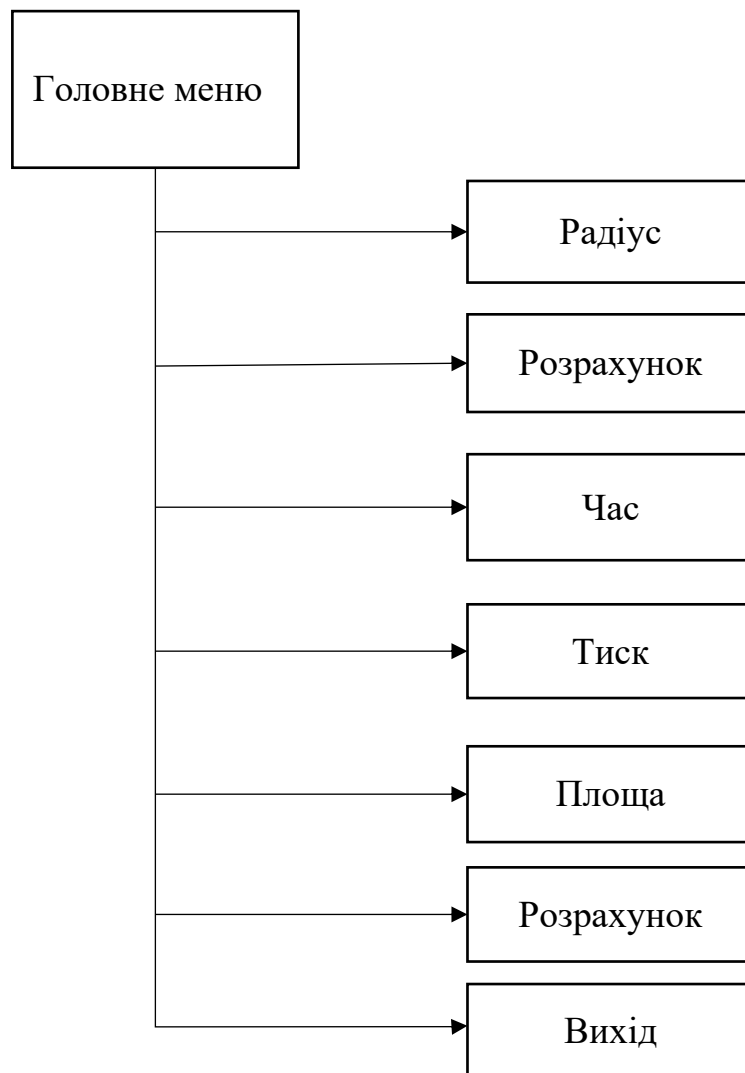 Головне меню
Радіус
Розрахунок
Час
Тиск
Площа
Розрахунок
Вихід